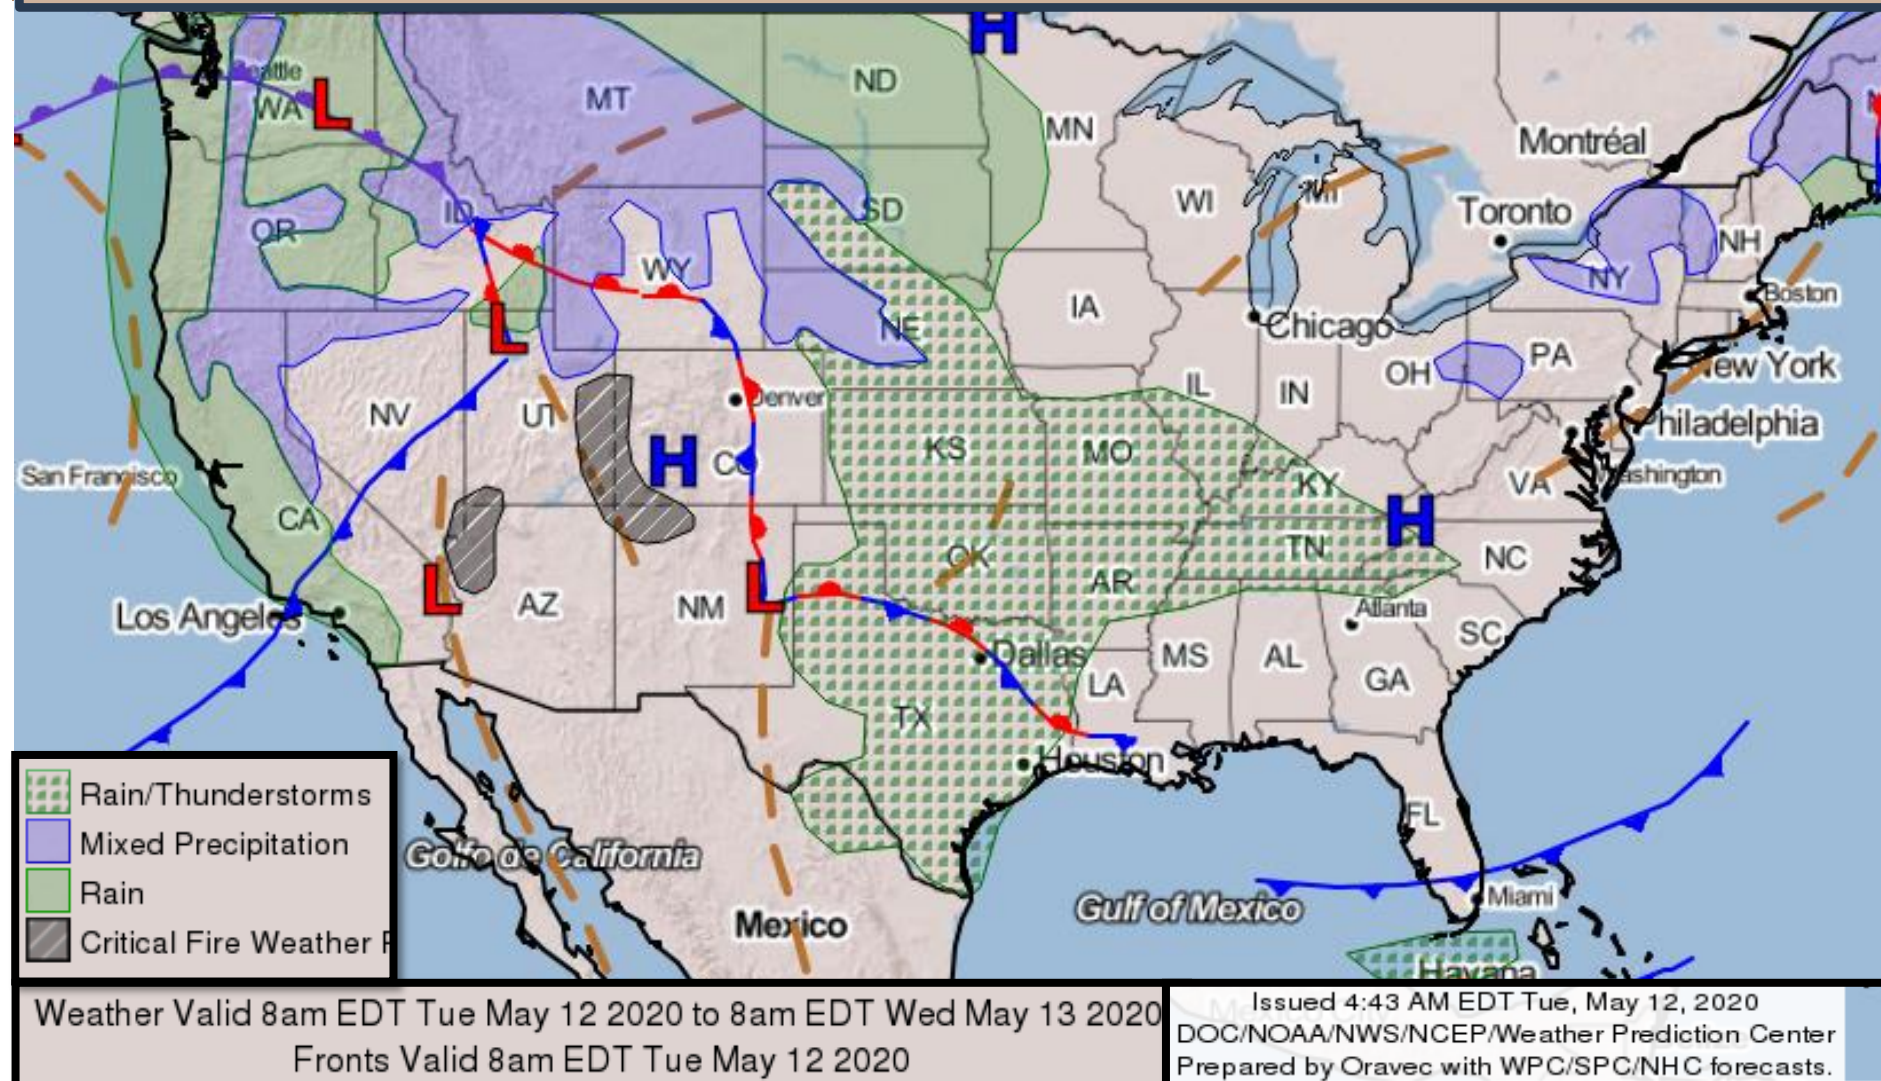 H
Seattle
WA
L
MT
ND
MN
Montréal
WI
MI
Toronto
ID
OR
SD
NH
NY
WY
IA
Boston
L
NE
Chicago
PA
OH
New York
IL
IN
Denver
NV
UT
Philadelphia
H
CO
KS
MO
San Francisco
KY
VA
Washington
CA
H
OK
TN
NC
L
L
AZ
NM
AR
Atlanta
Los Angeles
SC
Dallas
MS
AL
LA
GA
TX
Houston
Rain/Thunderstorms
Mixed Precipitation
Rain
Critical Fire Weather
FL
Golfo de California
Miami
Gulf of Mexico
Mexico
Havana
Weather Valid 8am EDT Tue May 12 2020 to 8am EDT Wed May 13 2020
Fronts Valid 8am EDT Tue May 12 2020
Mexico City
Issued 4:43 AM EDT Tue, May 12, 2020
DOC/NOAA/NWS/NCEP/Weather Prediction Center
Prepared by Oravec with WPC/SPC/NHC forecasts.